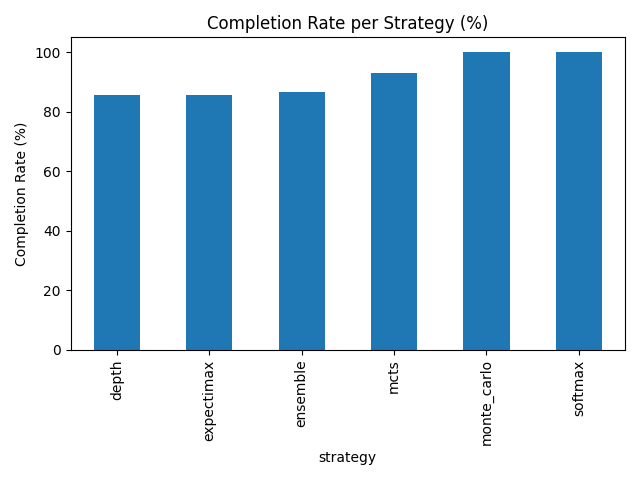 Completion Rate per Strategy (%)
Completion Rate (%)
100
80
60
40
20
0
depth
expectimax
ensemble
mcts
monte_carlo
softmax
strategy